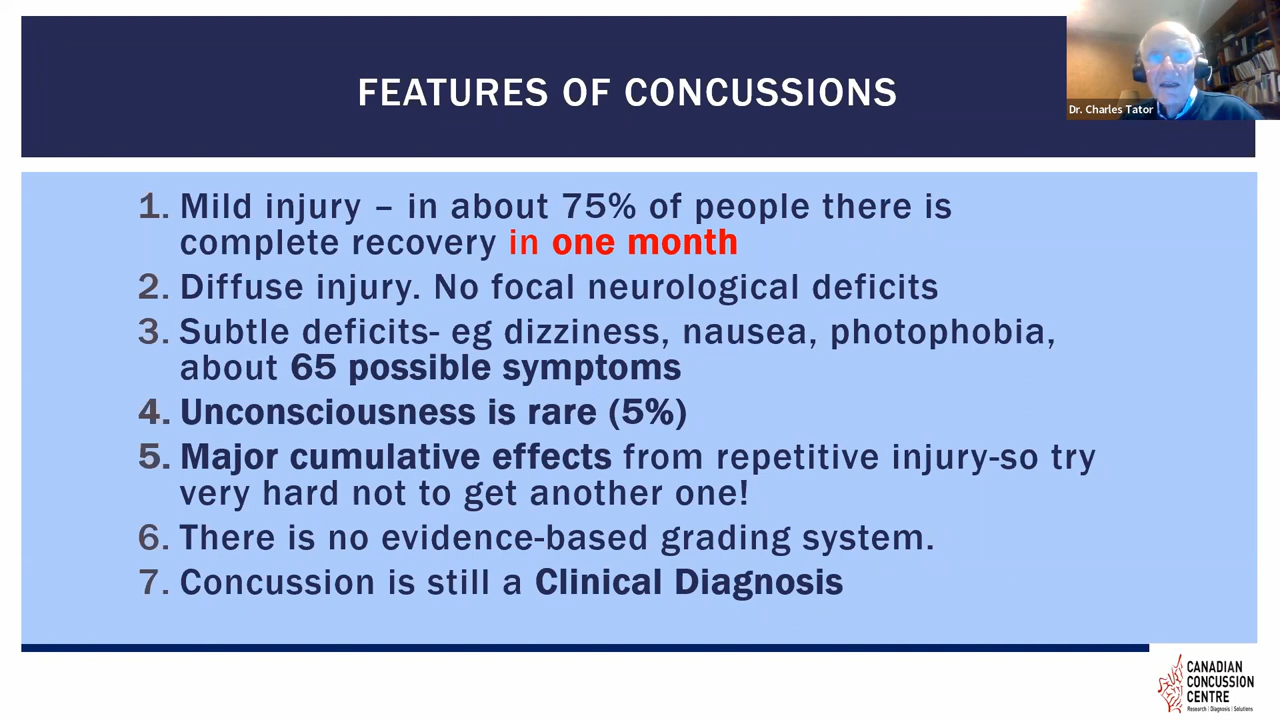 FEATURES OF CONCUSSIONS
Dr. Charles Tator
1. Mild injury – in about 75% of people there is
complete recovery in one month
2. Diffuse injury. No focal neurological deficits
3. Subtle deficits- eg dizziness, nausea, photophobia,
about 65 possible symptoms
4. Unconsciousness is rare (5%)
5. Major cumulative effects from repetitive injury-so try
very hard not to get another one!
6. There is no evidence-based grading system.
7. Concussion is still a Clinical Diagnosis
CANADIAN
CONCUSSION
CENTRE
Research | Diagnosis | Solutions